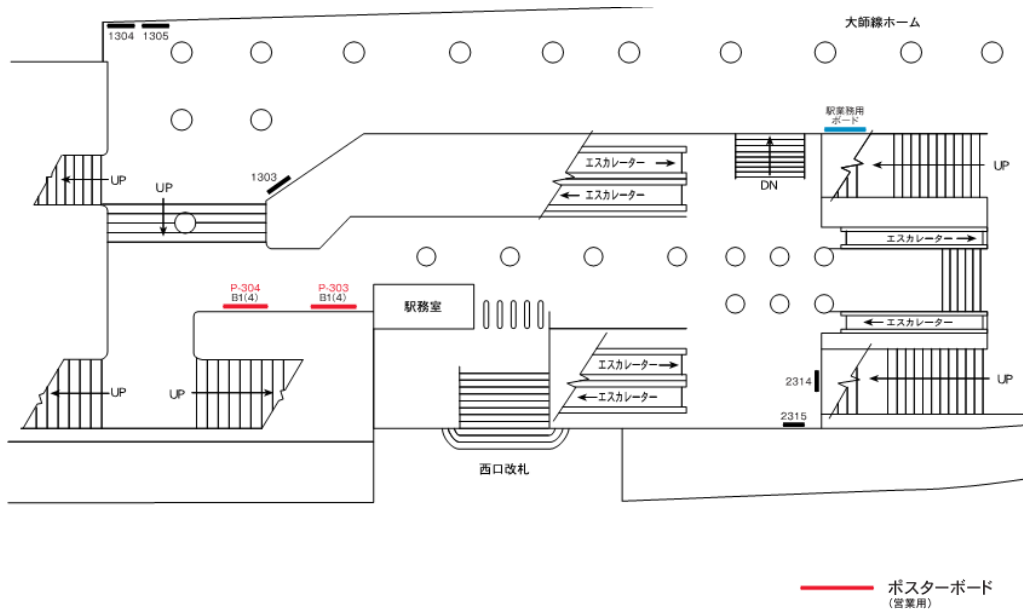 1304
1305
大師線ホーム
駅業務用
ボード
エスカレーター
エスカレーター
UP
UP
1303
DN
UP
エスカレーター
P-304
B1(4)
P-303
B1(4)
駅務室
エスカレーター
エスカレーター
エスカレーター
UP
UP
2314
UP
2315
西口改札
ポスターボード
(営業用)